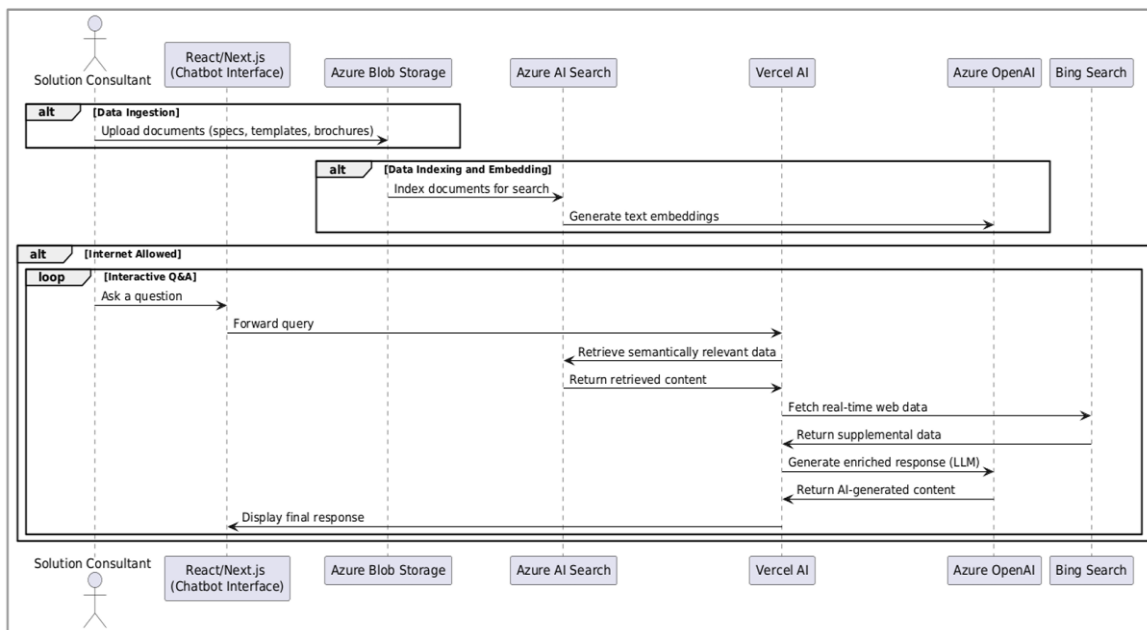 Solution Consultant
React/Next.js
(Chatbot Interface)
Azure Blob Storage
Azure AI Search
Vercel AI
Azure OpenAI
Bing Search
alt
[Data Ingestion]
Upload documents (specs, templates, brochures)
alt
[Data Indexing and Embedding]
Index documents for search
Generate text embeddings
alt
[Internet Allowed]
loop
[Interactive Q&A]
Ask a question
Forward query
Retrieve semantically relevant data
Return retrieved content
Fetch real-time web data
Return supplemental data
Generate enriched response (LLM)
Return AI-generated content
Display final response
Solution Consultant
React/Next.js
(Chatbot Interface)
Azure Blob Storage
Azure AI Search
Vercel AI
Azure OpenAI
Bing Search